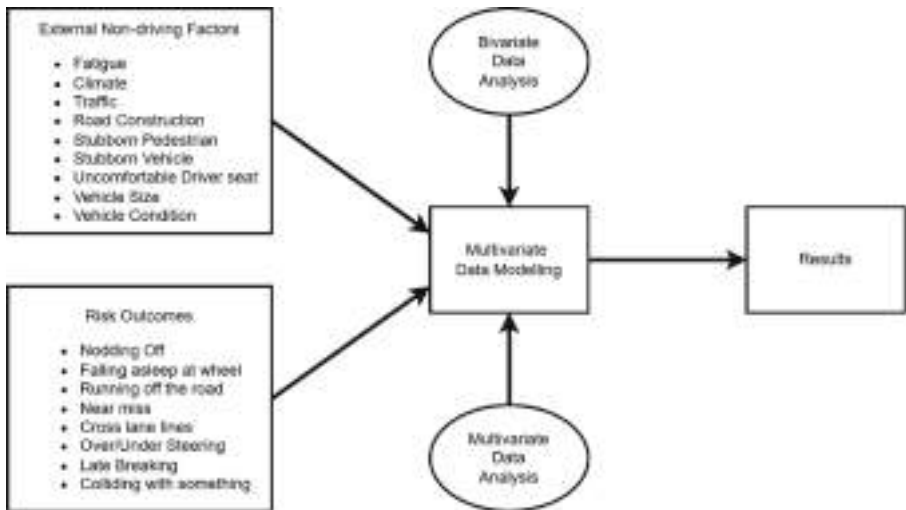 External Non-driving Factors
• Fatigue
• Climate
• Traffic
• Road Construction
• Stubborn Pedestrian
• Stubborn Vehicle
• Uncomfortable Driver seat
• Vehicle Size
• Vehicle Condition
Risk Outcomes
• Nodding Off
• Falling asleep at wheel
• Running off the road
• Near miss
• Cross lane lines
• Over/Under Steering
• Late Breaking
• Colliding with something
Bivariate
Data
Analysis
Multivariate
Data Modelling
Multivariate
Data
Analysis
Results